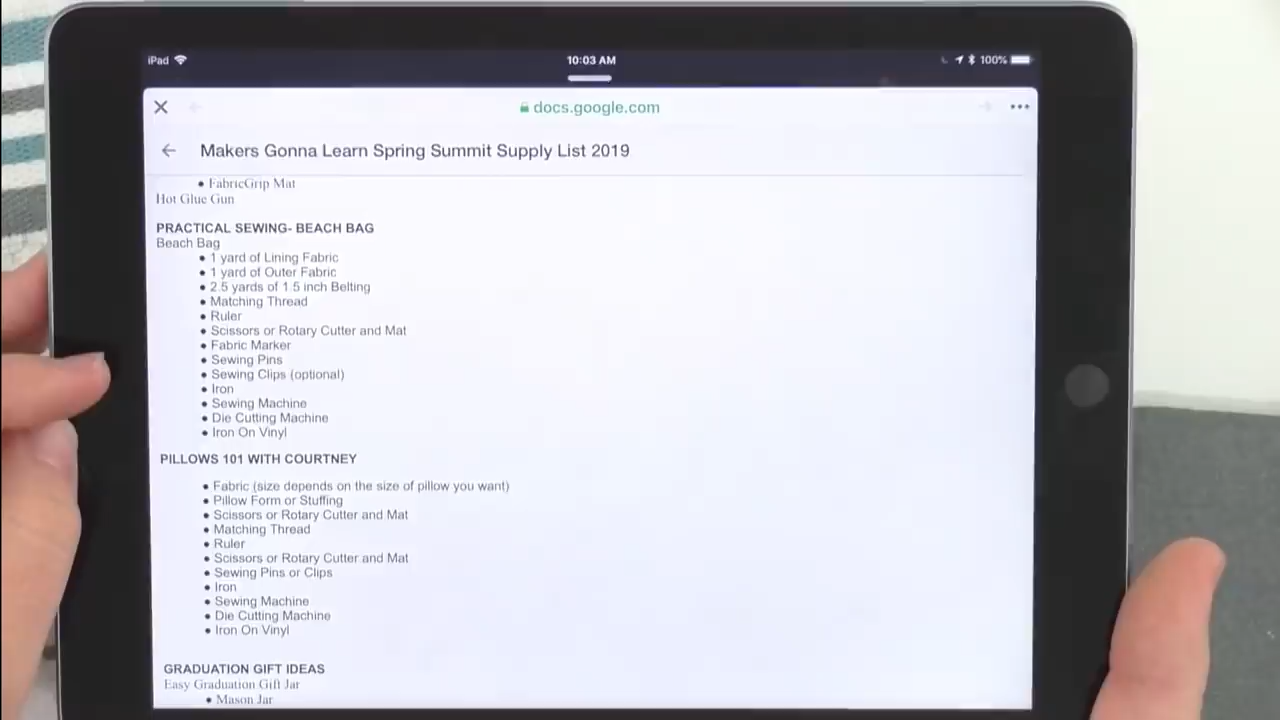 iPad
10:03 AM
100%
docs.google.com
Makers Gonna Learn Spring Summit Supply List 2019
• FabricGrip Mat
Hot Glue Gun
PRACTICAL SEWING- BEACH BAG
Beach Bag
• 1 yard of Lining Fabric
• 1 yard of Outer Fabric
• 2.5 yards of 1.5 inch Belting
• Matching Thread
• Ruler
• Scissors or Rotary Cutter and Mat
• Fabric Marker
• Sewing Pins
• Sewing Clips (optional)
• Iron
• Sewing Machine
• Die Cutting Machine
• Iron On Vinyl
PILLOWS 101 WITH COURTNEY
• Fabric (size depends on the size of pillow you want)
• Pillow Form or Stuffing
• Scissors or Rotary Cutter and Mat
• Matching Thread
• Ruler
• Scissors or Rotary Cutter and Mat
• Sewing Pins or Clips
• Iron
• Sewing Machine
• Die Cutting Machine
• Iron On Vinyl
GRADUATION GIFT IDEAS
Easy Graduation Gift Jar
• Mason Jar